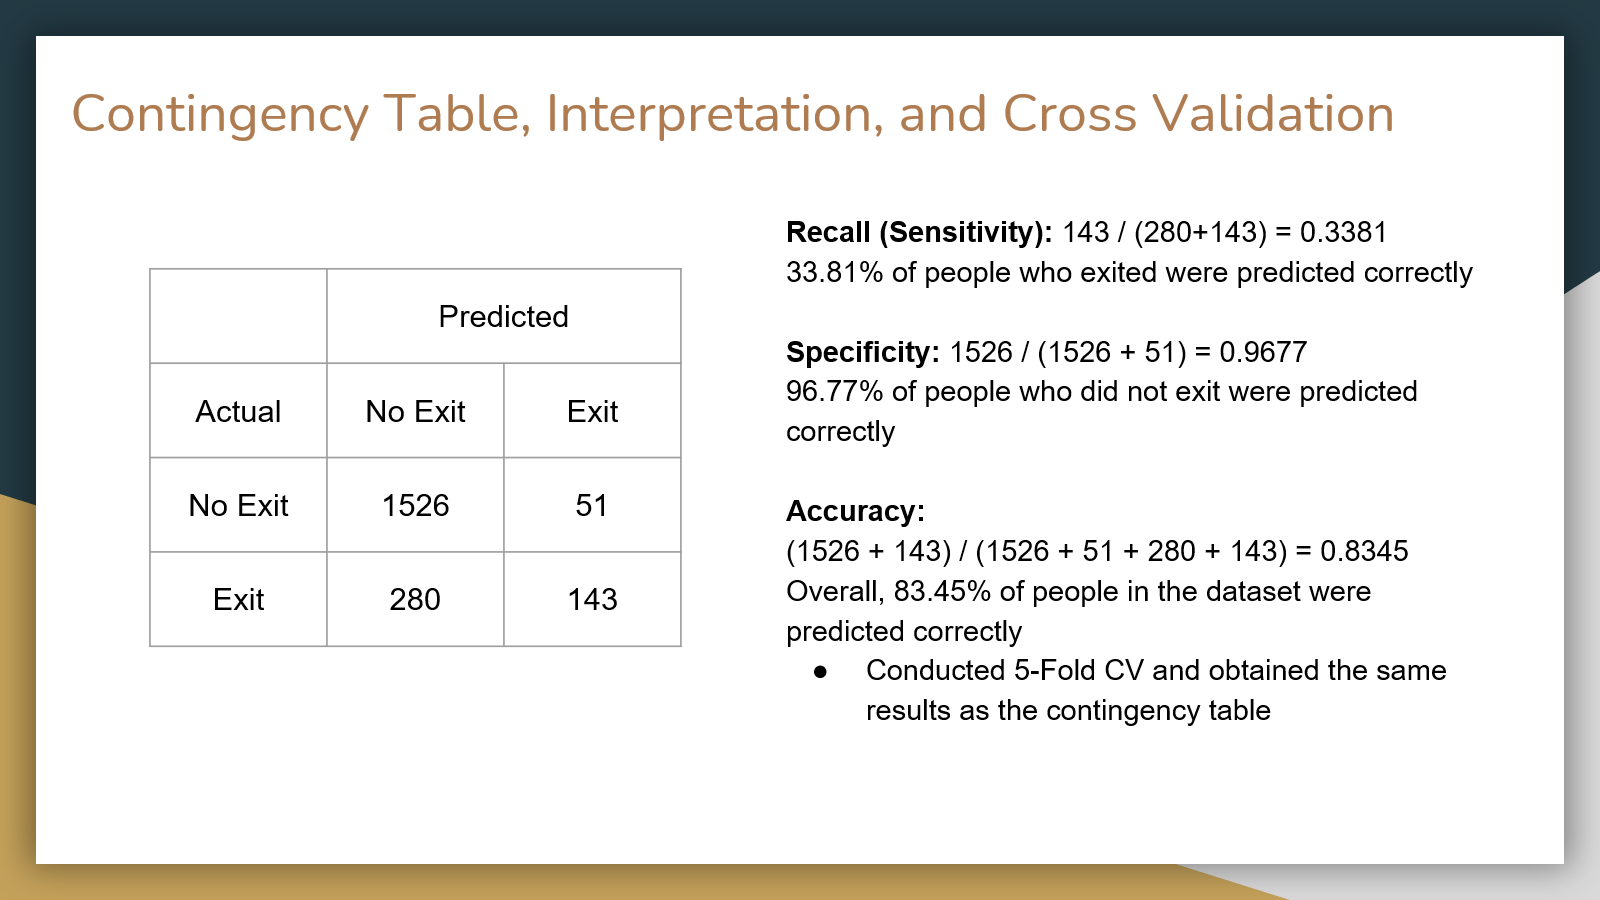 Contingency Table, Interpretation, and Cross Validation
Predicted
Actual No Exit Exit
No Exit 1526 51
Exit 280 143
Recall (Sensitivity): 143 / (280+143) = 0.3381
33.81% of people who exited were predicted correctly
Specificity: 1526 / (1526 + 51) = 0.9677
96.77% of people who did not exit were predicted
correctly
Accuracy:
(1526 + 143) / (1526 + 51 + 280 + 143) = 0.8345
Overall, 83.45% of people in the dataset were
predicted correctly
● Conducted 5-Fold CV and obtained the same
results as the contingency table